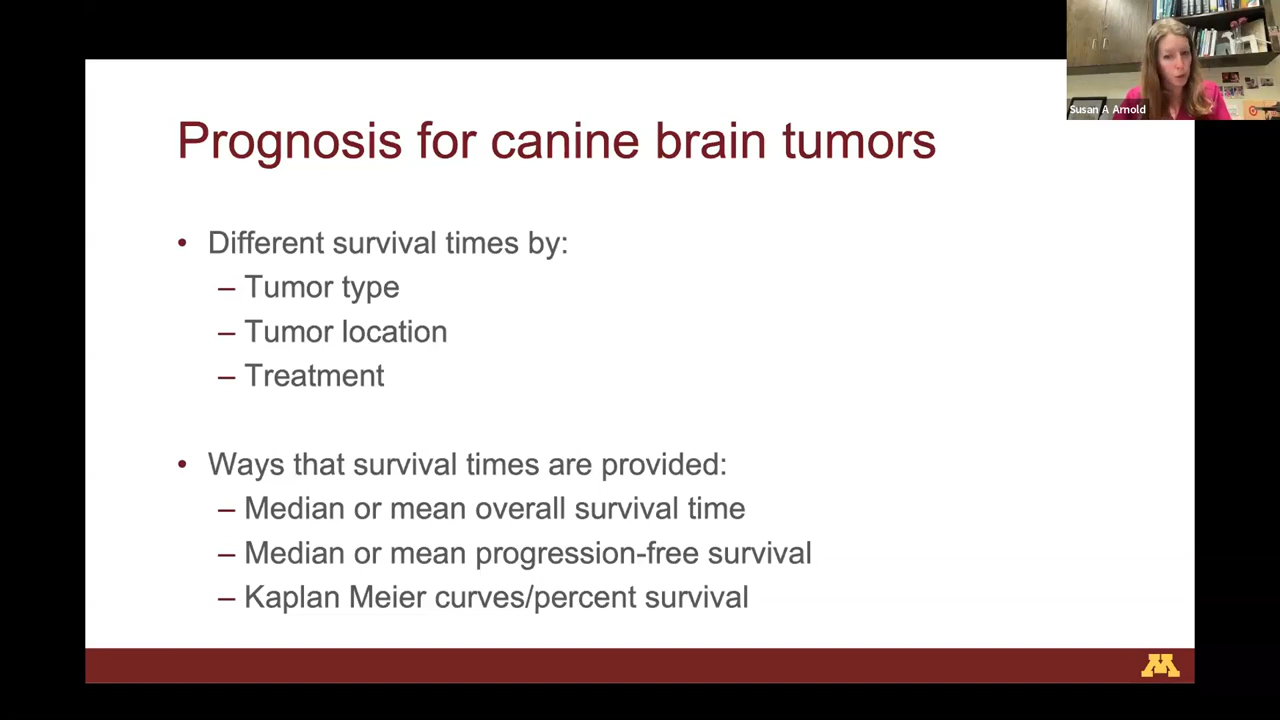 Susan A Arnold
Prognosis for canine brain tumors
• Different survival times by:
– Tumor type
– Tumor location
– Treatment
• Ways that survival times are provided:
– Median or mean overall survival time
– Median or mean progression-free survival
– Kaplan Meier curves/percent survival
M